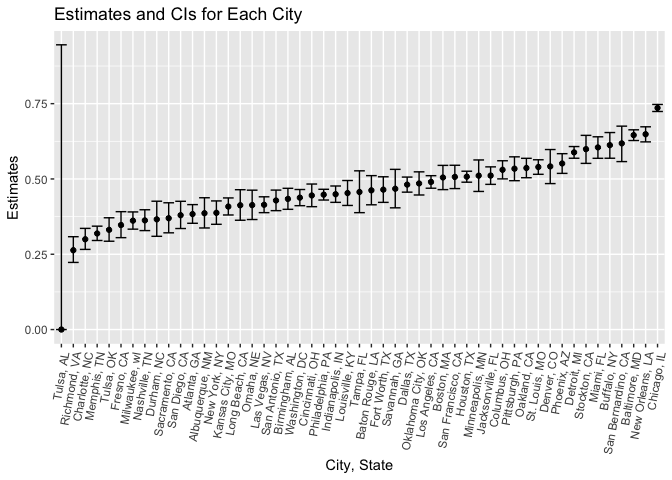 Estimates and CIs for Each City
0.75
0.50
0.25
0.00
Estimates
Tulsa, AL
Richmond, VA
Charlotte, NC
Memphis, TN
Tulsa, OK
Fresno, CA
Milwaukee, wI
Nashville, TN
Durham, NC
Sacramento, CA
San Diego, CA
Atlanta, GA
Albuquerque, NM
New York, NY
Kansas City, MO
Long Beach, CA
Omaha, NE
Las Vegas, NV
San Antonio, TX
Birmingham, AL
Washington, DC
Cincinnati, OH
Philadelphia, PA
Indianapolis, IN
Louisville, KY
Tampa, FL
Baton Rouge, LA
Fort Worth, TX
Savannah, GA
Dallas, TX
Oklahoma City, OK
Los Angeles, CA
Boston, MA
San Francisco, CA
Houston, TX
Minneapolis, MN
Jacksonville, FL
Columbus, OH
Pittsburgh, PA
Oakland, CA
St. Louis, MO
Denver, CO
Phoenix, AZ
Detroit, MI
Stockton, CA
Miami, FL
Buffalo, NY
San Bernardino, CA
Baltimore, MD
New Orleans, LA
Chicago, IL
City, State